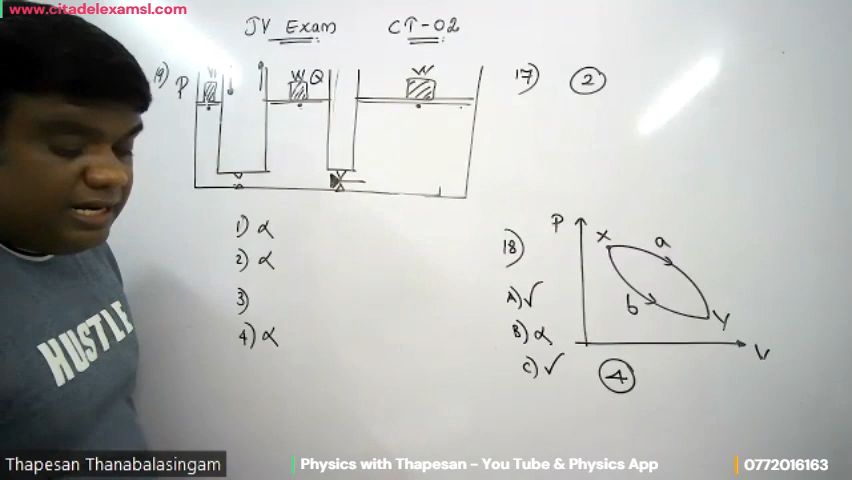 www.citadelexamsl.com
JV Exam CT-02
19) P W W Q W
1) α
2) α
3)
4) α
17) 2
18)
P
X a
b
Y
V
A) √
B) α
C) √
4
HUSTLE
Thapesan Thanabalasingam
Physics with Thapesan - You Tube & Physics App
0772016163